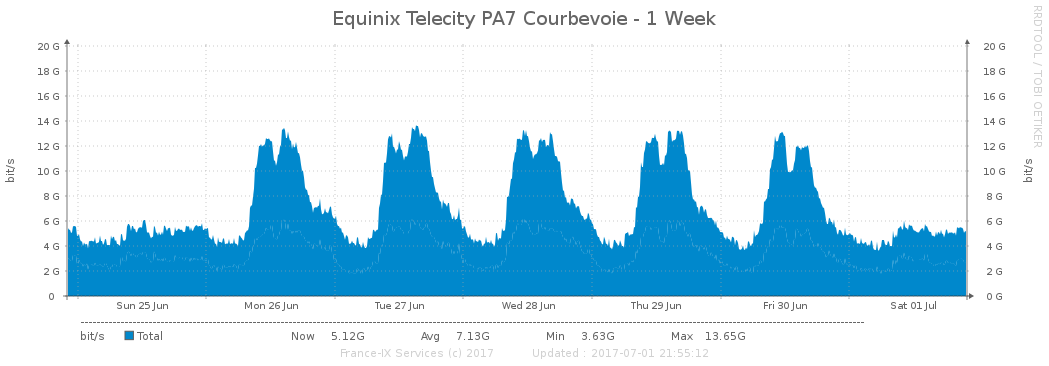 Equinix Telecity PA7 Courbevoie - 1 Week
RRDTOOL / TOBI OETIKER
bit/s
20 G
18 G
16 G
14 G
12 G
10 G
8 G
6 G
4 G
2 G
0
20 G
18 G
16 G
14 G
12 G
10 G
8 G
6 G
4 G
2 G
0 G
bit/s
Sun 25 Jun Mon 26 Jun Tue 27 Jun Wed 28 Jun Thu 29 Jun Fri 30 Jun Sat 01 Jul
bit/s Total Now 5.12G Avg 7.13G Min 3.63G Max 13.65G
France-IX Services (c) 2017 Updated : 2017-07-01 21:55:12